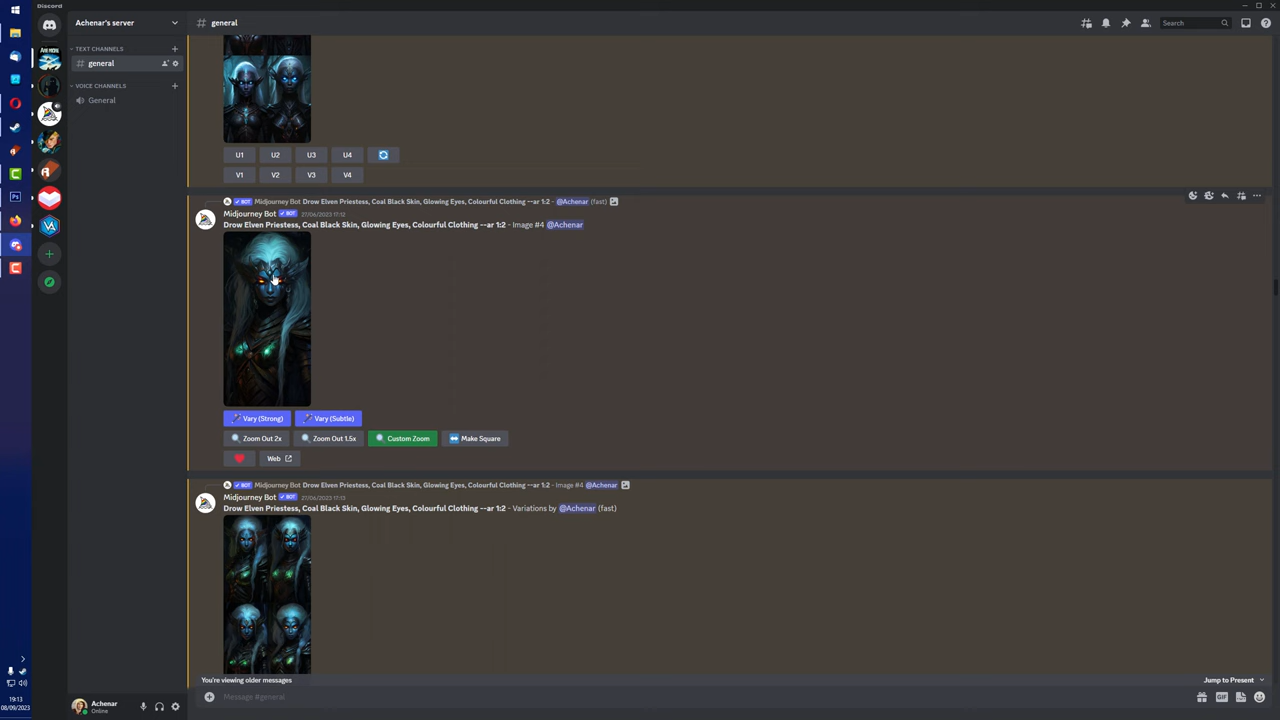 Discord
Achenar's server
general
Search
TEXT CHANNELS
general
VOICE CHANNELS
General
U1 U2 U3 U4
V1 V2 V3 V4
BOT Midjourney Bot Drow Elven Priestess, Coal Black Skin, Glowing Eyes, Colourful Clothing --ar 1:2 - @Achenar (fast)
Midjourney Bot BOT 27/06/2023 17:12
Drow Elven Priestess, Coal Black Skin, Glowing Eyes, Colourful Clothing --ar 1:2 - Image #4 @Achenar
Vary (Strong) Vary (Subtle)
Zoom Out 2x Zoom Out 1.5x Custom Zoom Make Square
Web
BOT Midjourney Bot Drow Elven Priestess, Coal Black Skin, Glowing Eyes, Colourful Clothing --ar 1:2 - Image #4 @Achenar
Midjourney Bot BOT 27/06/2023 17:13
Drow Elven Priestess, Coal Black Skin, Glowing Eyes, Colourful Clothing --ar 1:2 - Variations by @Achenar (fast)
You're viewing older messages Jump to Present
Message #general
Achenar
Online
19:13
08/09/2023